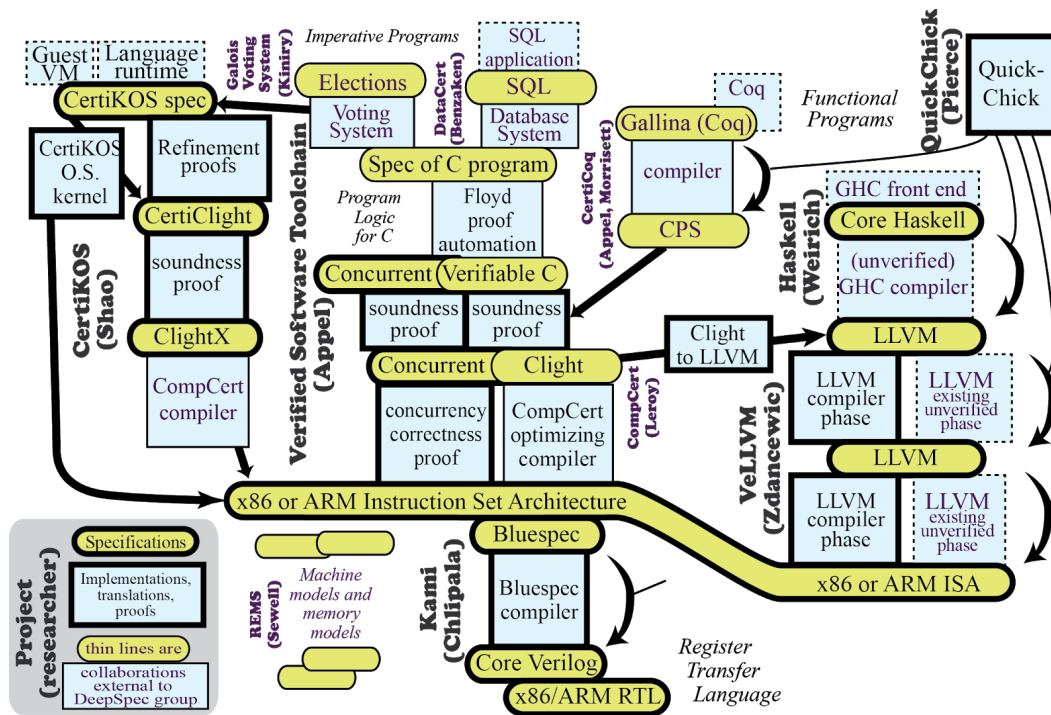 Guest
VM
Language
runtime
CertiKOS spec
CertiKOS
O.S.
kernel
Refinement
proofs
CertiClight
soundness
proof
ClightX
CompCert
compiler
CertiKOS
(Shao)
Galois
Voting
System
(Kiniry)
Imperative Programs
Elections
Voting
System
DataCert
(Benzaken)
SQL
application
SQL
Database
System
Spec of C program
Program
Logic
for C
Floyd
proof
automation
Verified Software Toolchain
(Appel)
Concurrent
Verifiable C
soundness
proof
soundness
proof
Concurrent
Clight
concurrency
correctness
proof
CompCert
optimizing
compiler
CompCert
(Leroy)
Coq
Gallina (Coq)
compiler
CPS
CertiCoq
(Appel, Morrisett)
Functional
Programs
QuickChick
(Pierce)
Quick-
Chick
GHC front end
Core Haskell
(unverified)
GHC compiler
Haskell
(Weirich)
Clight
to LLVM
LLVM
LLVM
compiler
phase
LLVM
existing
unverified
phase
LLVM
LLVM
compiler
phase
LLVM
existing
unverified
phase
VeLLVM
(Zdancewic)
x86 or ARM Instruction Set Architecture
x86 or ARM ISA
Bluespec
Bluespec
compiler
Core Verilog
x86/ARM RTL
Kami
(Chlipala)
Register
Transfer
Language
REMS
(Sewell)
Machine
models and
memory
models
Project
(researcher)
Specifications
Implementations,
translations,
proofs
thin lines are
collaborations
external to
DeepSpec group